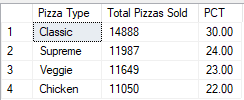 Pizza Type Total Pizzas Sold PCT
1 Classic 14888 30.00
2 Supreme 11987 24.00
3 Veggie 11649 23.00
4 Chicken 11050 22.00